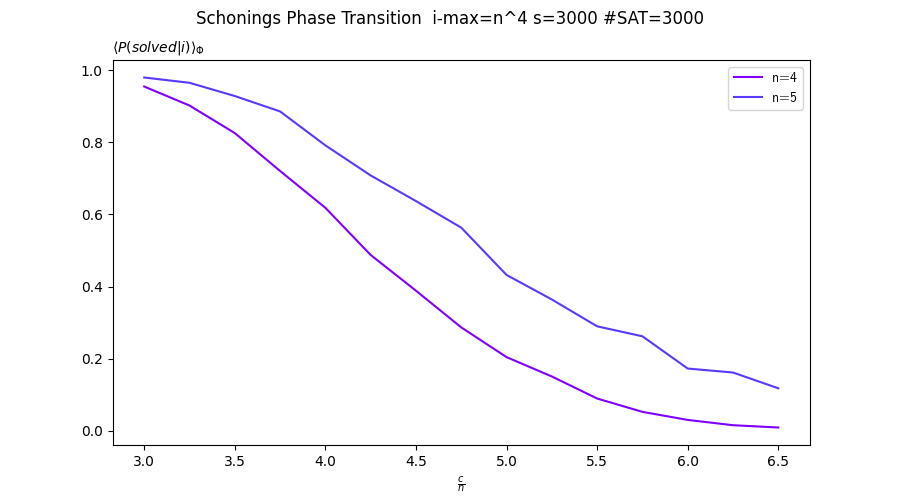 Schonings Phase Transition  i-max=n^4 s=3000 #SAT=3000
⟨P(solved|i)⟩Φ
n=4
n=5
1.0
0.8
0.6
0.4
0.2
0.0
3.0 3.5 4.0 4.5 5.0 5.5 6.0 6.5
c/n